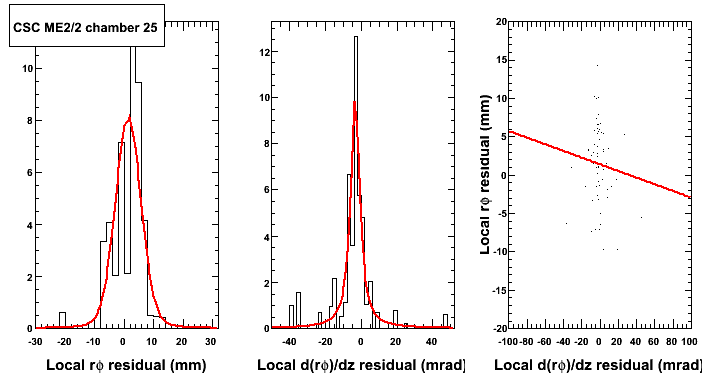 CSC ME2/2 chamber 25
10
8
6
4
2
0
-30 -20 -10 0 10 20 30
Local rϕ residual (mm)
12
10
8
6
4
2
0
-40 -20 0 20 40
Local d(rϕ)/dz residual (mrad)
Local rϕ residual (mm)
20
15
10
5
0
-5
-10
-15
-20
-100 -80 -60 -40 -20 0 20 40 60 80 100
Local d(rϕ)/dz residual (mrad)